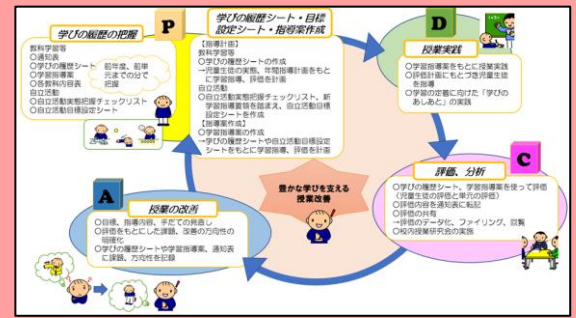 P
学びの履歴の把握
教科学習等
○通知表
○学びの履歴シート
○学習指導案
○各教科内容表
自立活動
○自立活動実態把握チェックリスト
○自立活動目標設定シート
前年度、前単
元までの分で
把握
学びの履歴シート・目標
設定シート・指導案作成
【指導計画】
教科学習等
○学びの履歴シートの作成
→児童生徒の実態、年間指導計画をもと
に学習指導、評価を計画
自立活動
○自立活動実態把握チェックリスト、新
学習指導要領を踏まえ、自立活動目標
設定シートを作成
【指導案作成】
○学習指導案の作成
→学びの履歴シートや自立活動目標設定
シートをもとに学習指導、評価を計画
D
授業実践
○学習指導案をもとに授業実践
○評価計画にもとづき児童生徒
を指導
○学習の定着に向けた「学びの
あしあと」の実践
C
評価、分析
○学びの履歴シート、学習指導案を使って評価
(児童生徒の評価と単元の評価)
○評価内容を通知表に転記
○評価の共有
→評価のデータ化、ファイリング、回覧
○校内授業研究会の実施
A
授業の改善
○目標、指導内容、手だての見直し
○評価をもとにした課題、改善の方向性の
明確化
○学びの履歴シートや学習指導案、通知表
に課題、方向性を記録
豊かな学びを支える
授業改善